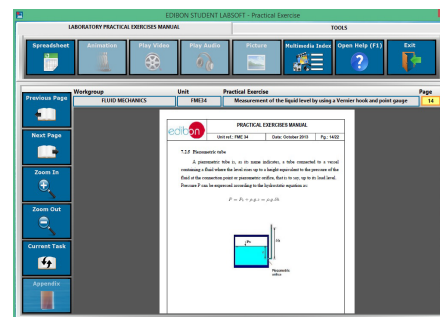 EDIBON STUDENT LABSOFT - Practical Exercise
LABORATORY PRACTICAL EXERCISES MANUAL
TOOLS
Spreadsheet
Animation
Play Video
Play Audio
Picture
Multimedia Index
Open Help (F1)
Exit
Previous Page
Workgroup
Unit
Practical Exercise
Page
FLUID MECHANICS
FME34
Measurement of the liquid level by using a Vernier hook and point gauge
14
Next Page
Zoom In
Zoom Out
Current Task
Appendix
edibon
PRACTICAL EXERCISES MANUAL
Unit ref.: FME 34
Date: October 2013
Pg.: 14/22
Piezometric tube
A piezometric tube is, as its name indicates, a tube connected to a vessel
containing a fluid where the level rises up to a height equivalent to the pressure of the
fluid at the connection point or piezometric orifice, that is to say, up to its load level.
Pressure P can be expressed according to the hydrostatic equation as:
Piezometric
orifice